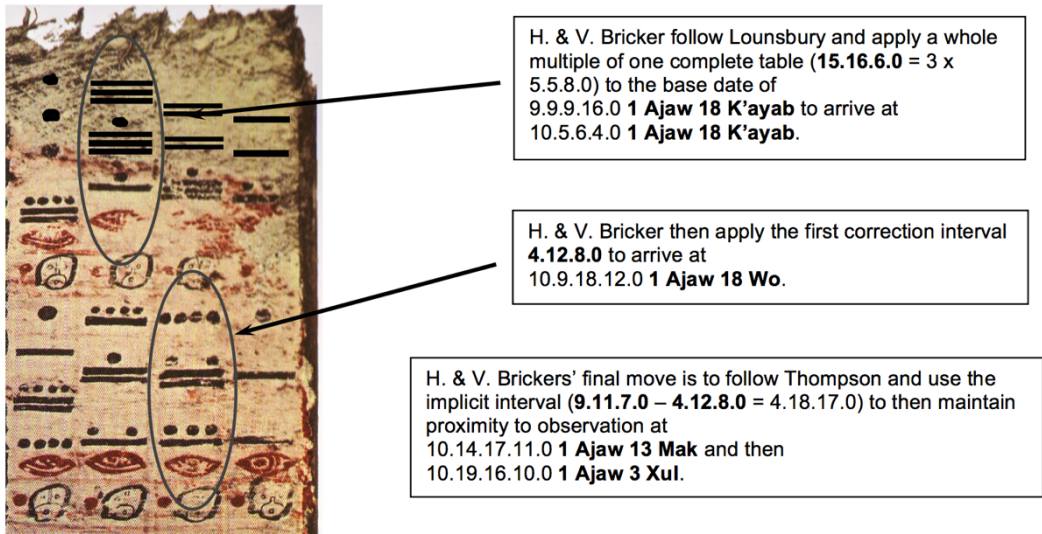 H. & V. Bricker follow Lounsbury and apply a whole
multiple of one complete table (15.16.6.0 = 3 x
5.5.8.0) to the base date of
9.9.9.16.0 1 Ajaw 18 K'ayab to arrive at
10.5.6.4.0 1 Ajaw 18 K'ayab.
H. & V. Bricker then apply the first correction interval
4.12.8.0 to arrive at
10.9.18.12.0 1 Ajaw 18 Wo.
H. & V. Brickers' final move is to follow Thompson and use the
implicit interval (9.11.7.0 – 4.12.8.0 = 4.18.17.0) to then maintain
proximity to observation at
10.14.17.11.0 1 Ajaw 13 Mak and then
10.19.16.10.0 1 Ajaw 3 Xul.